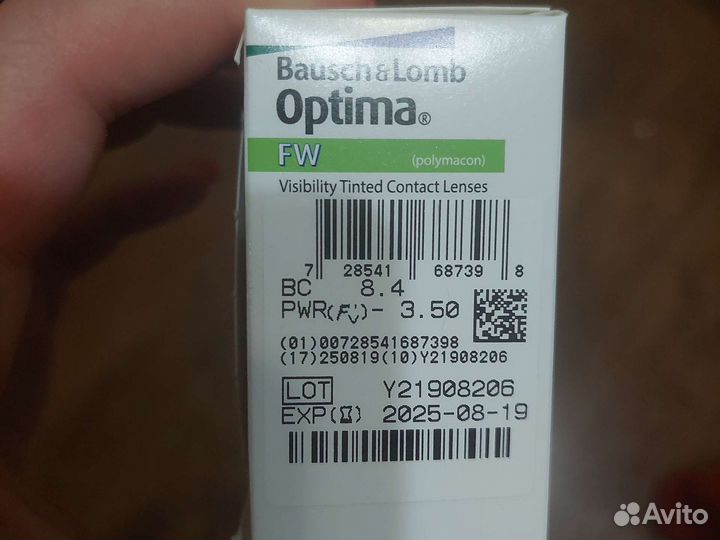 Bausch & Lomb
Optima®
FW (polymacon)
Visibility Tinted Contact Lenses
7 28541 68739 8
BC 8.4
PWR(F'v) - 3.50
(01)00728541687398
(17)250819(10)Y21908206
LOT Y21908206
EXP(⌛) 2025-08-19
Avito